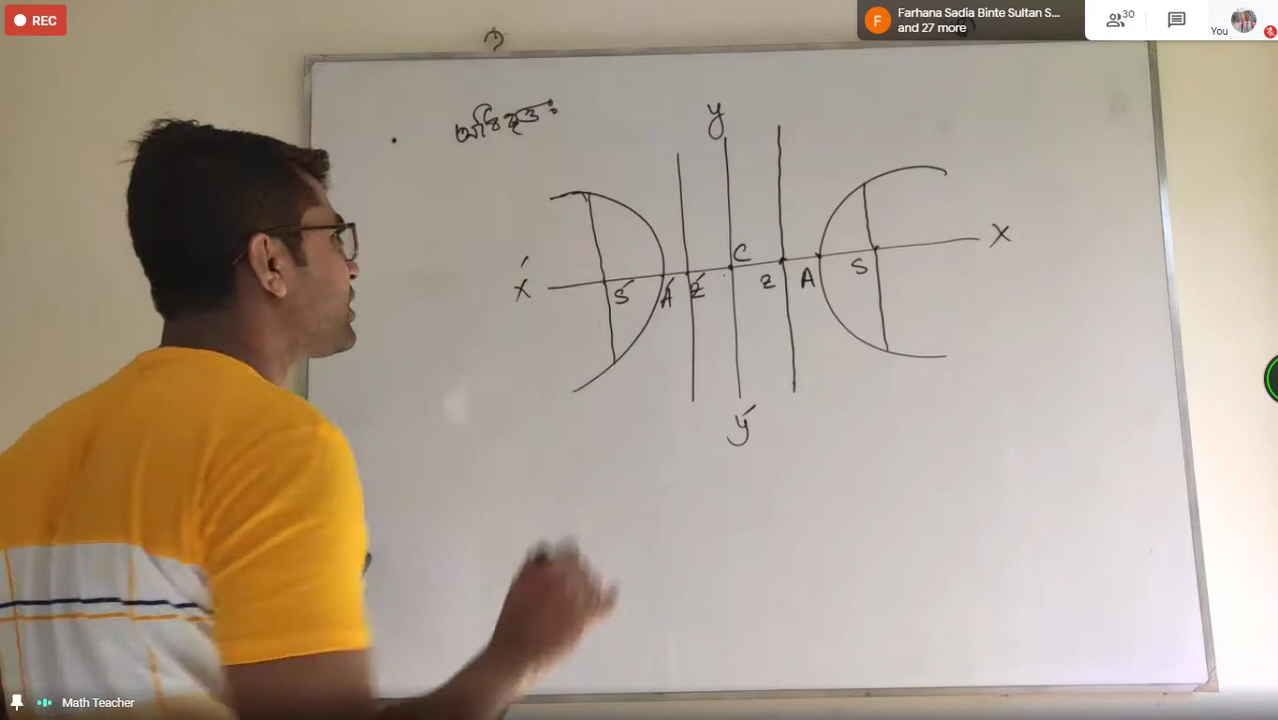 REC
Farhana Sadia Binte Sultan S...
and 27 more
30
You
F
অধিবৃত্তঃ
y
C
X
X'
S'
A'
Z'
Z
A
S
y'
Math Teacher